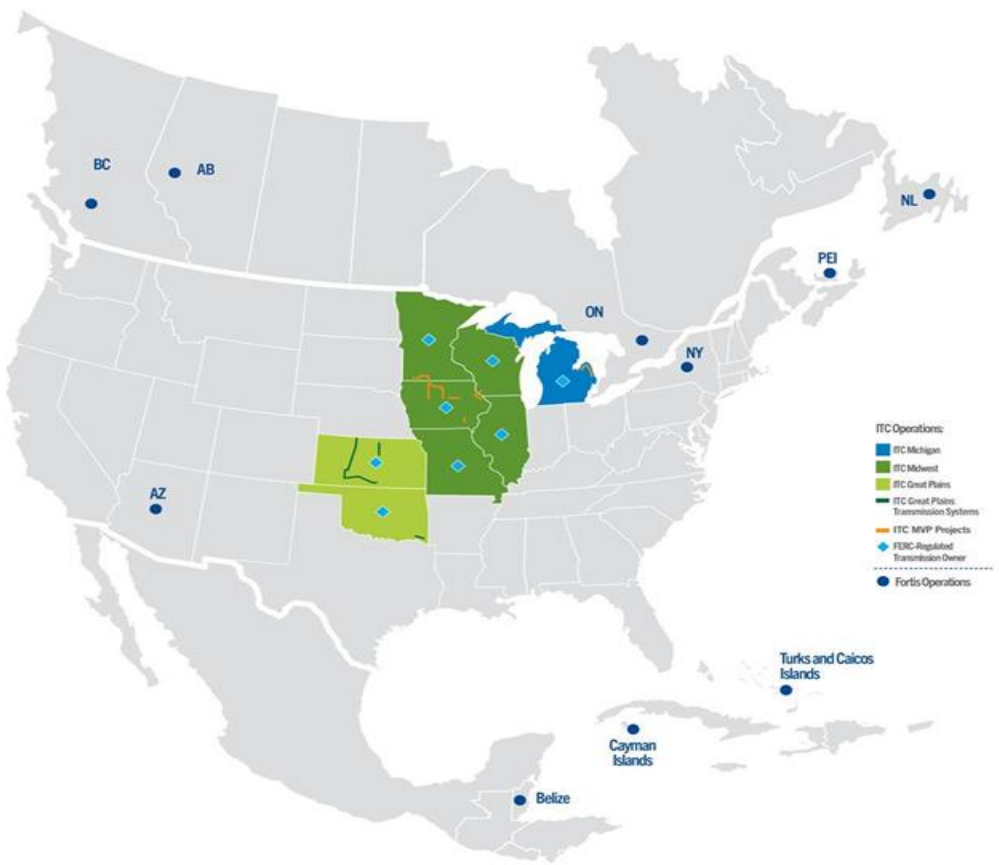 BC
AB
NL
PEI
ON
NY
AZ
ITC Operations:
ITC Michigan
ITC Midwest
ITC Great Plains
ITC Great Plains
Transmission Systems
ITC MVP Projects
FERC-Regulated
Transmission Owner
Fortis Operations
Turks and Caicos
Islands
Cayman
Islands
Belize